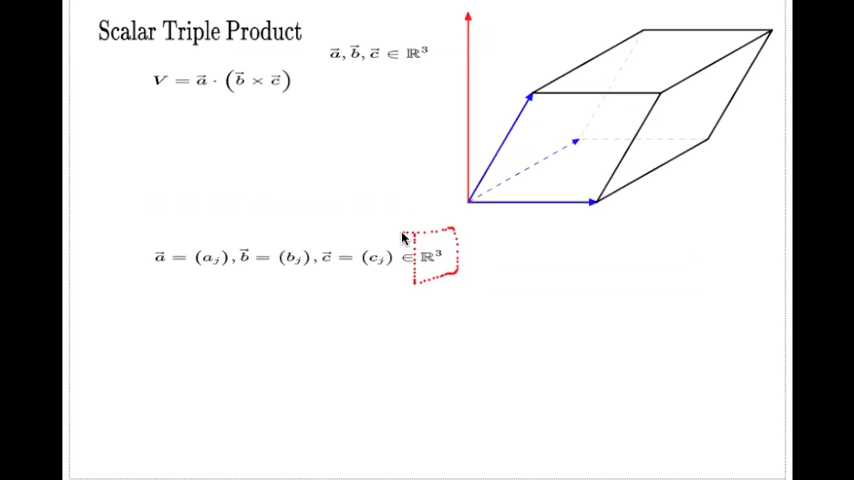 Scalar Triple Product
a⃗, b⃗, c⃗ ∈ ℝ³
V = a⃗ · (b⃗ × c⃗)
a⃗ = (aⱼ), b⃗ = (bⱼ), c⃗ = (cⱼ) ∈ ℝ³